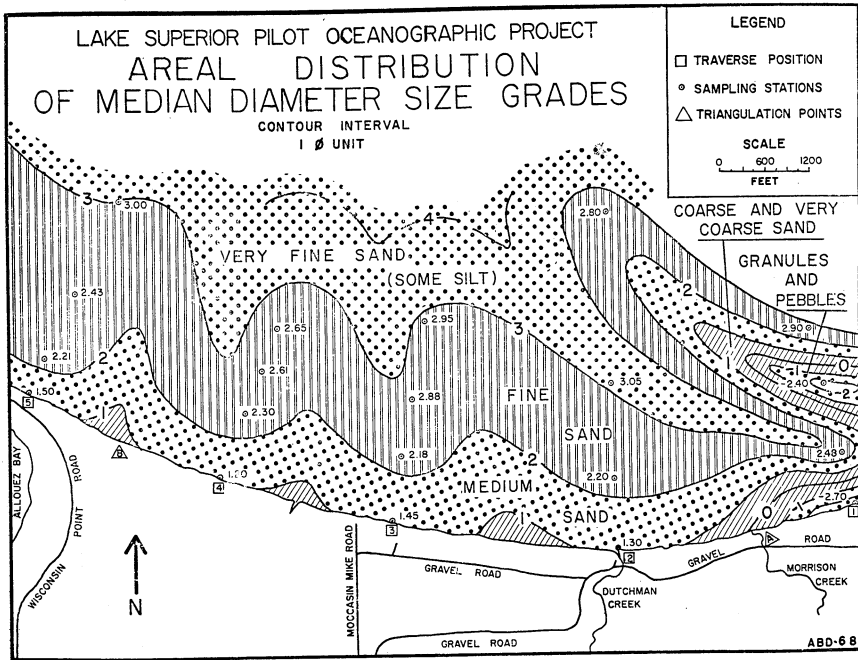 LAKE SUPERIOR PILOT OCEANOGRAPHIC PROJECT
AREAL DISTRIBUTION
OF MEDIAN DIAMETER SIZE GRADES
CONTOUR INTERVAL
1 Ø UNIT
LEGEND
TRAVERSE POSITION
SAMPLING STATIONS
TRIANGULATION POINTS
SCALE
0 600 1200
FEET
COARSE AND VERY
COARSE SAND
GRANULES
AND
PEBBLES
3
3.00
4
2.80
VERY FINE SAND
(SOME SILT)
2
2.43
2.65
2.95
3
2.90
2.21
2
2.61
1
0
-1
2.40
-2
3.05
1.50
5
2.30
2.88
FINE
SAND
1
B
2.18
2
2.48
4
MEDIUM
SAND
2.20
-2.70
1.45
3
1
0
-1
1
1.30
2
A
ALLOUEZ BAY
WISCONSIN
POINT
ROAD
N
MOCCASIN MIKE ROAD
GRAVEL ROAD
GRAVEL
ROAD
DUTCHMAN
CREEK
MORRISON
CREEK
GRAVEL ROAD
ABD-68